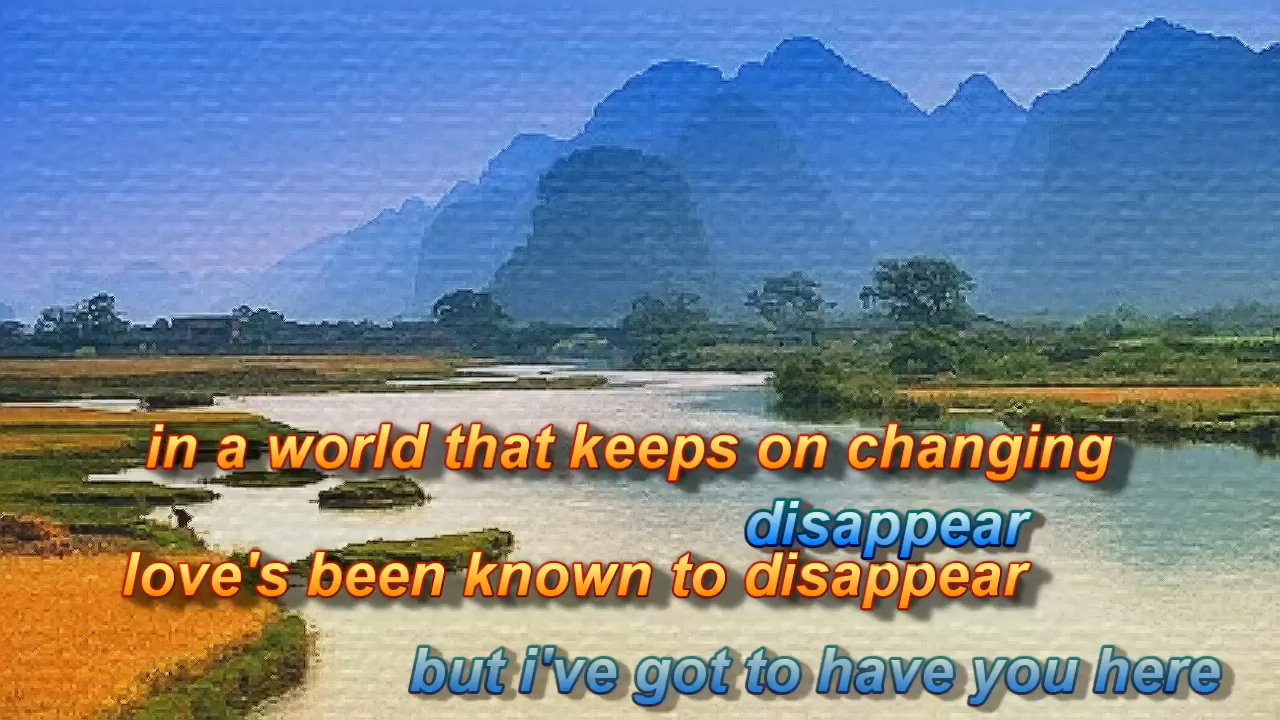 in a world that keeps on changing
disappear
love's been known to disappear
but i've got to have you here